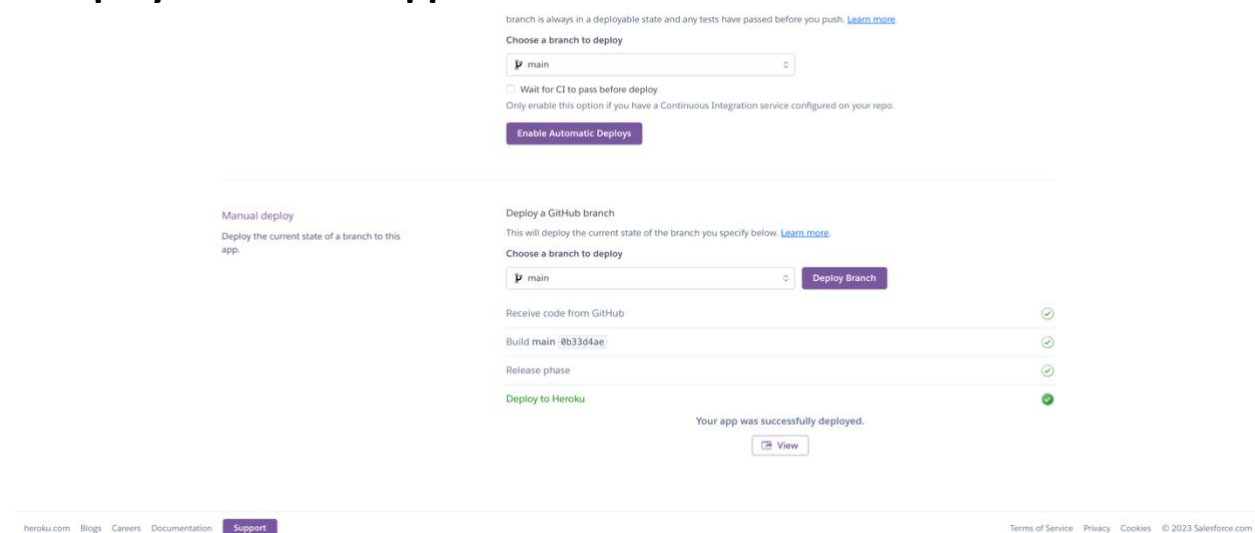 branch is always in a deployable state and any tests have passed before you push. Learn more.
Choose a branch to deploy
main
Wait for CI to pass before deploy
Only enable this option if you have a Continuous Integration service configured on your repo.
Enable Automatic Deploys
Manual deploy
Deploy the current state of a branch to this
app.
Deploy a GitHub branch
This will deploy the current state of the branch you specify below. Learn more.
Choose a branch to deploy
main
Deploy Branch
Receive code from GitHub
Build main 0b33d4ae
Release phase
Deploy to Heroku
Your app was successfully deployed.
View
heroku.com Blogs Careers Documentation Support
Terms of Service Privacy Cookies © 2023 Salesforce.com